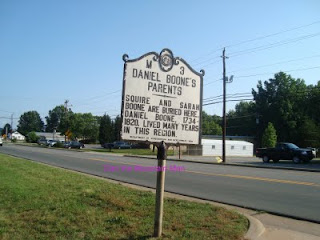 M 3
DANIEL BOONE'S
PARENTS
SQUIRE AND SARAH
BOONE ARE BURIED HERE.
DANIEL BOONE, 1734-
1820, LIVED MANY YEARS
IN THIS REGION.